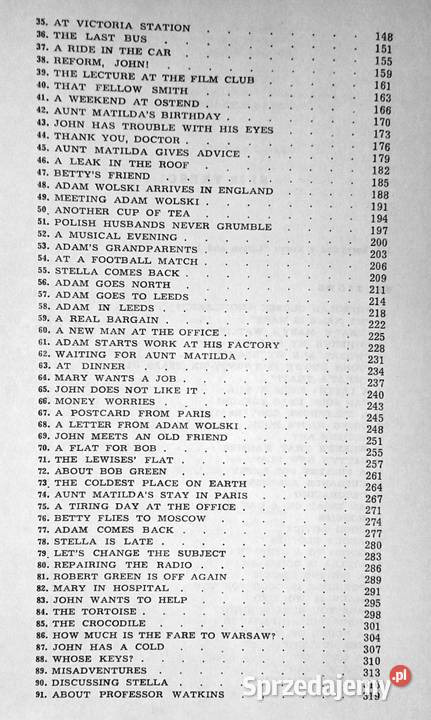 35. AT VICTORIA STATION . . . . . . 148
36. THE LAST BUS . . . . . . 151
37. A RIDE IN THE CAR . . . . . . 155
38. REFORM, JOHN! . . . . . . 159
39. THE LECTURE AT THE FILM CLUB . . . . . . 161
40. THAT FELLOW SMITH . . . . . . 163
41. A WEEKEND AT OSTEND . . . . . . 166
42. AUNT MATILDA'S BIRTHDAY . . . . . . 170
43. JOHN HAS TROUBLE WITH HIS EYES . . . . . . 173
44. THANK YOU, DOCTOR . . . . . . 176
45. AUNT MATILDA GIVES ADVICE . . . . . . 179
46. A LEAK IN THE ROOF . . . . . . 182
47. BETTY'S FRIEND . . . . . . 185
48. ADAM WOLSKI ARRIVES IN ENGLAND . . . . . . 188
49. MEETING ADAM WOLSKI . . . . . . 191
50. ANOTHER CUP OF TEA . . . . . . 194
51. POLISH HUSBANDS NEVER GRUMBLE . . . . . . 197
52. A MUSICAL EVENING . . . . . . 200
53. ADAM'S GRANDPARENTS . . . . . . 203
54. AT A FOOTBALL MATCH . . . . . . 206
55. STELLA COMES BACK . . . . . . 209
56. ADAM GOES NORTH . . . . . . 211
57. ADAM GOES TO LEEDS . . . . . . 214
58. ADAM IN LEEDS . . . . . . 218
59. A REAL BARGAIN . . . . . . 222
60. A NEW MAN AT THE OFFICE . . . . . . 225
61. ADAM STARTS WORK AT HIS FACTORY . . . . . . 228
62. WAITING FOR AUNT MATILDA . . . . . . 231
63. AT DINNER . . . . . . 234
64. MARY WANTS A JOB . . . . . . 237
65. JOHN DOES NOT LIKE IT . . . . . . 240
66. MONEY WORRIES . . . . . . 243
67. A POSTCARD FROM PARIS . . . . . . 245
68. A LETTER FROM ADAM WOLSKI . . . . . . 248
69. JOHN MEETS AN OLD FRIEND . . . . . . 251
70. A FLAT FOR BOB . . . . . . 255
71. THE LEWISES' FLAT . . . . . . 257
72. ABOUT BOB GREEN . . . . . . 261
73. THE COLDEST PLACE ON EARTH . . . . . . 264
74. AUNT MATILDA'S STAY IN PARIS . . . . . . 267
75. A TIRING DAY AT THE OFFICE . . . . . . 271
76. BETTY FLIES TO MOSCOW . . . . . . 274
77. ADAM COMES BACK . . . . . . 277
78. STELLA IS LATE . . . . . . 280
79. LET'S CHANGE THE SUBJECT . . . . . . 283
80. REPAIRING THE RADIO . . . . . . 286
81. ROBERT GREEN IS OFF AGAIN . . . . . . 289
82. MARY IN HOSPITAL . . . . . . 291
83. JOHN WANTS TO HELP . . . . . . 295
84. THE TORTOISE . . . . . . 298
85. THE CROCODILE . . . . . . 301
86. HOW MUCH IS THE FARE TO WARSAW? . . . . . . 304
87. JOHN HAS A COLD . . . . . . 307
88. WHOSE KEYS? . . . . . . 310
89. MISADVENTURES . . . . . . 313
90. DISCUSSING STELLA . . . . . .
91. ABOUT PROFESSOR WATKINS . . . . . . 319
Sprzedajemy.pl